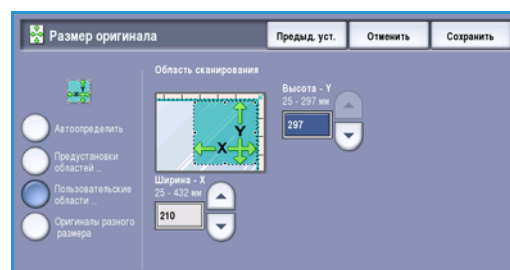 Размер оригинала
Предыд. уст.
Отменить
Сохранить
Область сканирования
Автоопределить
Предустановки
областей ...
Пользовательские
области ...
Оригиналы разного
размера
Y
X
Высота - Y
25 - 297 мм
297
Ширина - X
25 - 432 мм
210